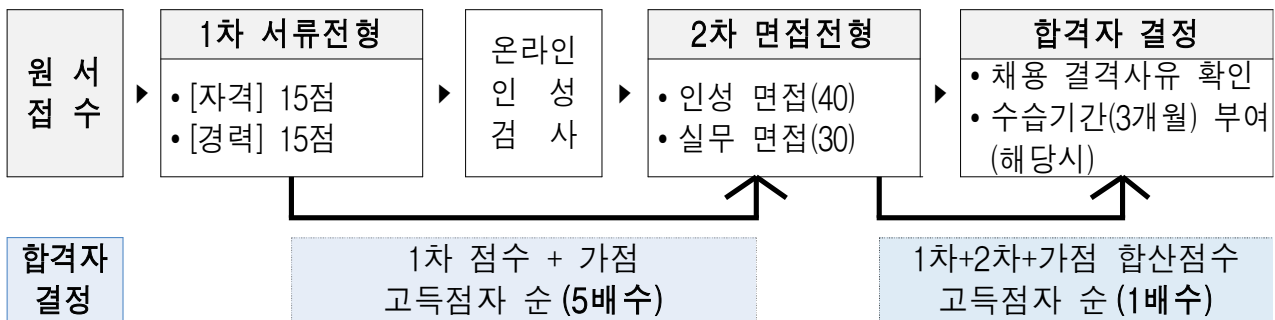 원 서
접 수
▶
1차 서류전형
• [자격] 15점
• [경력] 15점
▶
온라인
인 성
검 사
▶
2차 면접전형
• 인성 면접(40)
• 실무 면접(30)
▶
합격자 결정
• 채용 결격사유 확인
• 수습기간(3개월) 부여
(해당시)
합격자
결정
1차 점수 + 가점
고득점자 순 (5배수)
1차+2차+가점 합산점수
고득점자 순 (1배수)